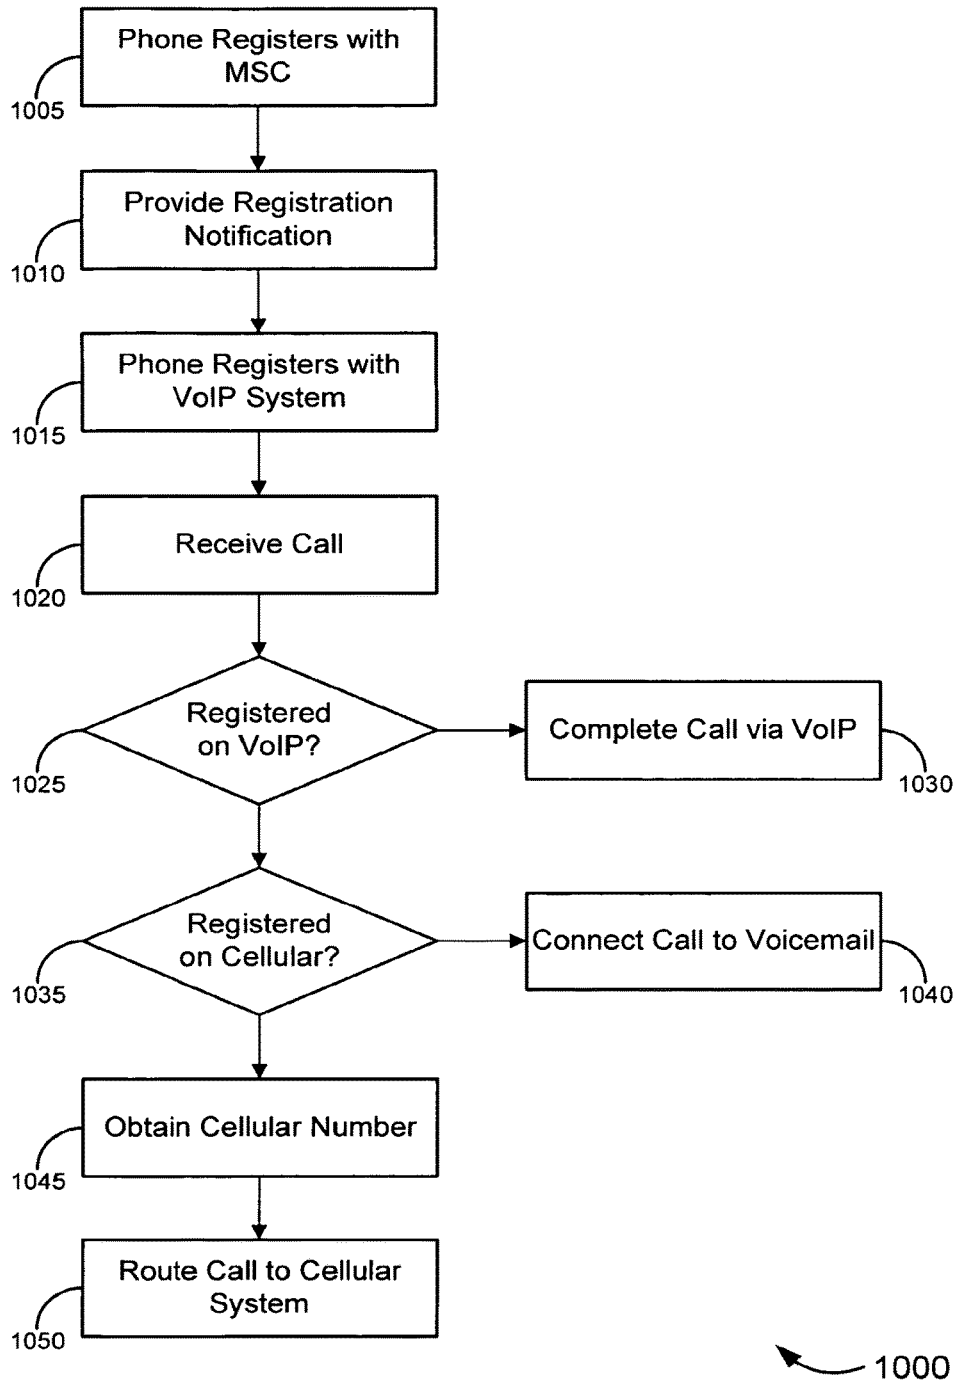 Phone Registers with
MSC
1005
Provide Registration
Notification
1010
Phone Registers with
VoIP System
1015
Receive Call
1020
Registered
on VoIP?
1025
Complete Call via VoIP
1030
Registered
on Cellular?
1035
Connect Call to Voicemail
1040
Obtain Cellular Number
1045
Route Call to Cellular
System
1050
1000